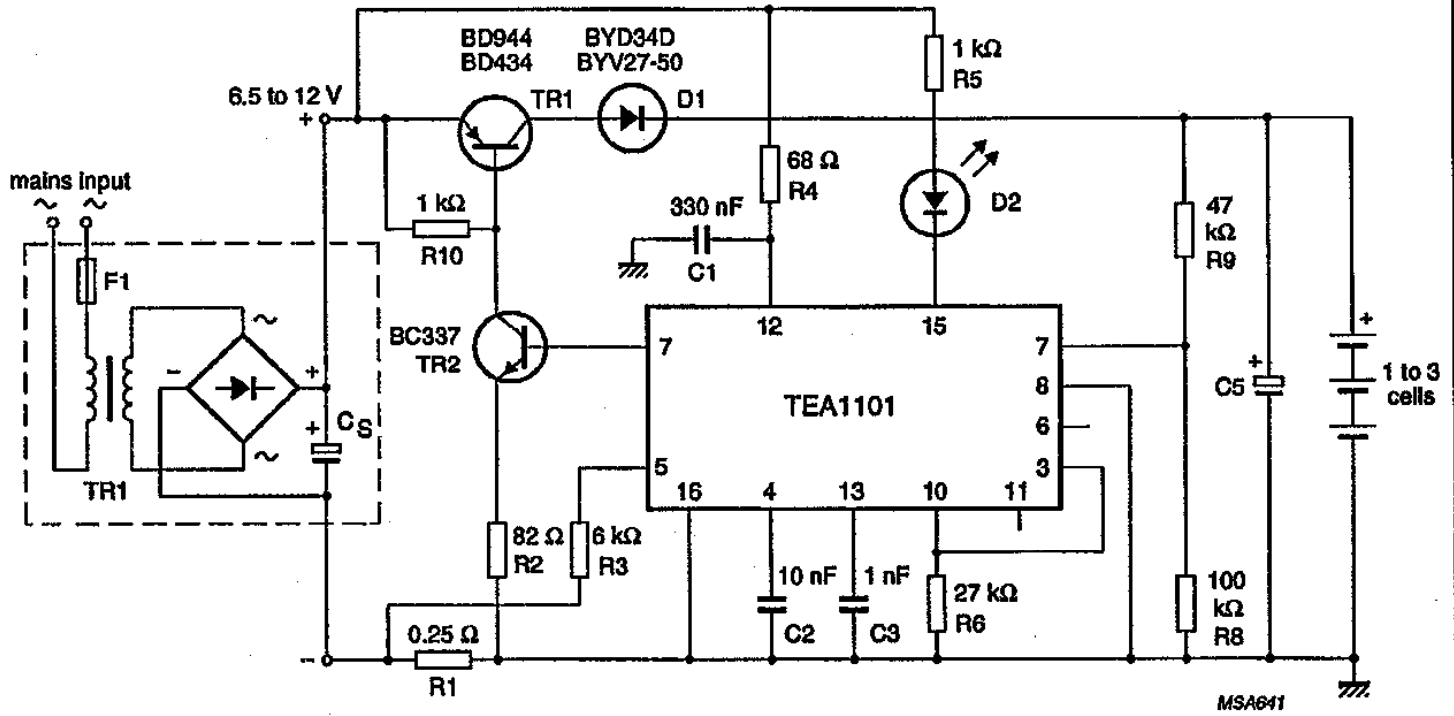 BD944
BD434
BYD34D
BYV27-50
1 kΩ
R5
6.5 to 12 V
TR1
D1
+
68 Ω
R4
mains input
~ ~
1 kΩ
R10
330 nF
C1
D2
47
kΩ
R9
F1
~
12
15
BC337
TR2
7
7
+
- +
TEA1101
8
C5
+
1 to 3
cells
+
CS
6
~
5
3
TR1
16
4
13
10
11
82 Ω
R2
6 kΩ
R3
10 nF
C2
1 nF
C3
27 kΩ
R6
100
kΩ
R8
0.25 Ω
R1
-
MSA641